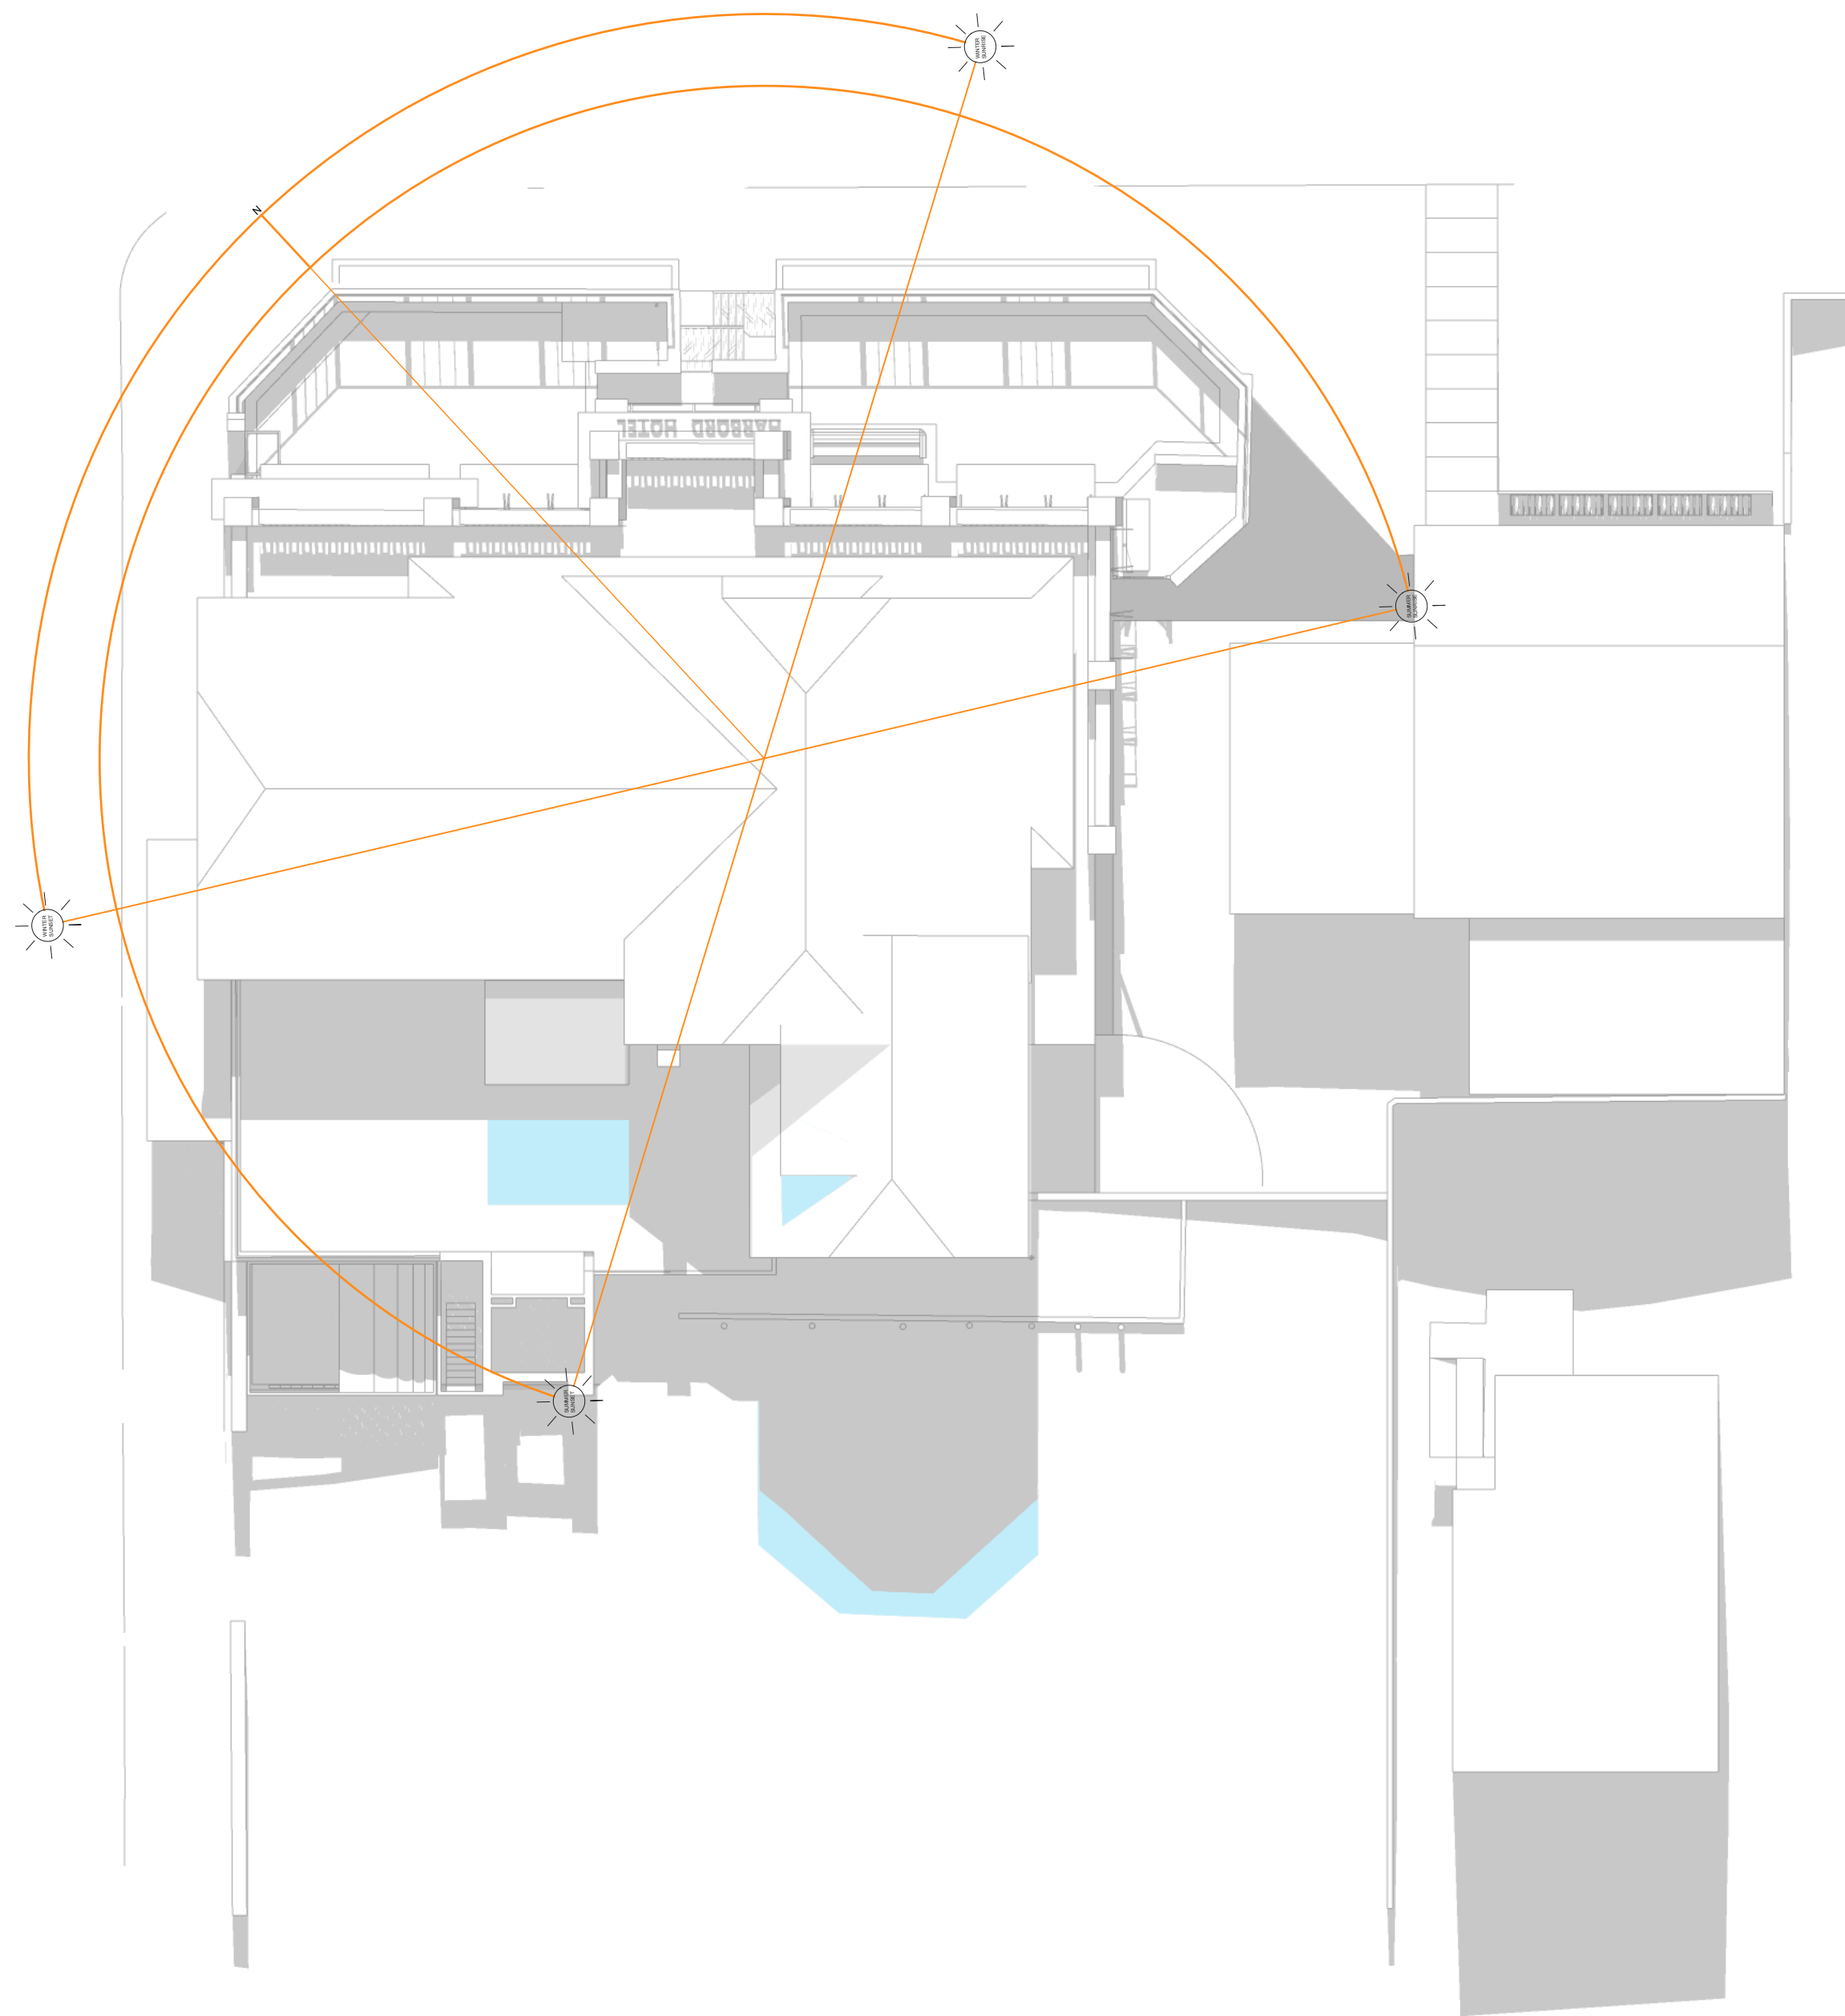 WINTER
SUNRISE
N
HARBORD HOTEL
SUMMER
SUNRISE
WINTER
SUNSET
SUMMER
SUNSET